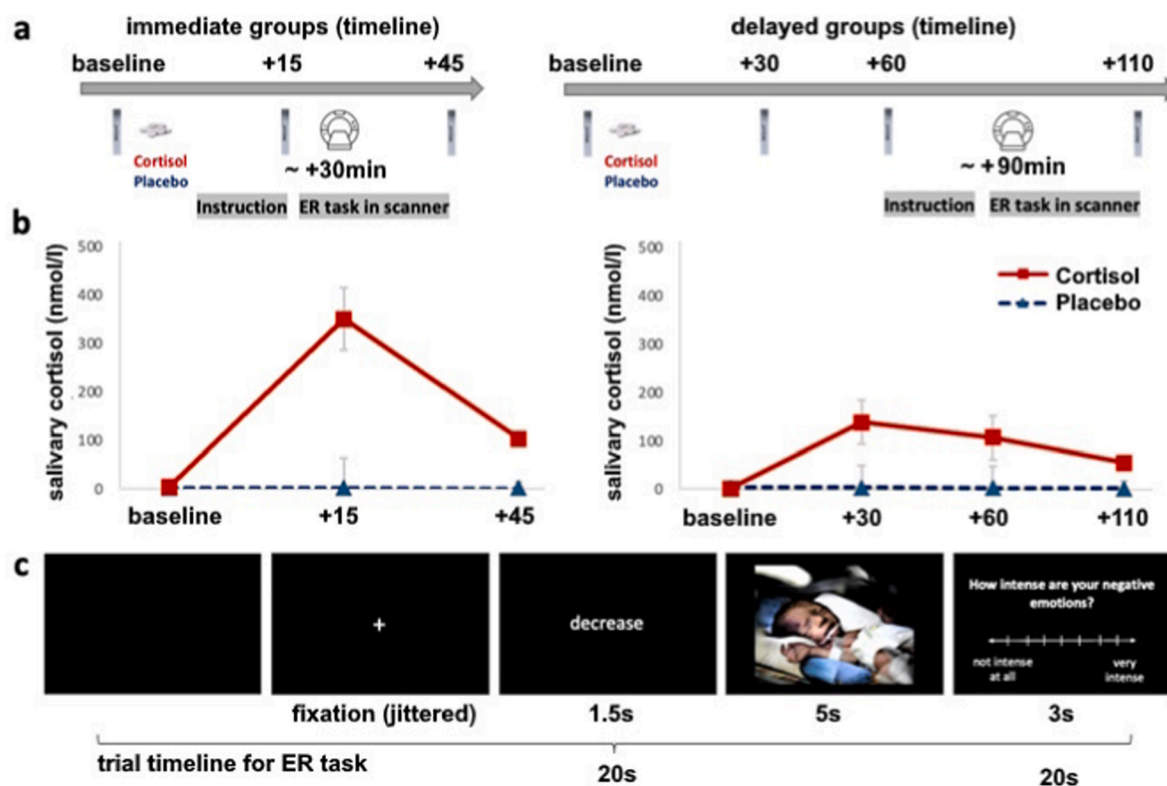 a
immediate groups (timeline)
baseline +15 +45
Cortisol
Placebo
~ +30min
Instruction ER task in scanner
delayed groups (timeline)
baseline +30 +60 +110
Cortisol
Placebo
~ +90min
Instruction ER task in scanner
b
salivary cortisol (nmol/l)
500
400
300
200
100
0
baseline +15 +45
salivary cortisol (nmol/l)
500
400
300
200
100
0
baseline +30 +60 +110
Cortisol
Placebo
c
+
decrease
How intense are your negative
emotions?
not intense
at all
very
intense
fixation (jittered) 1.5s 5s 3s
trial timeline for ER task
20s 20s